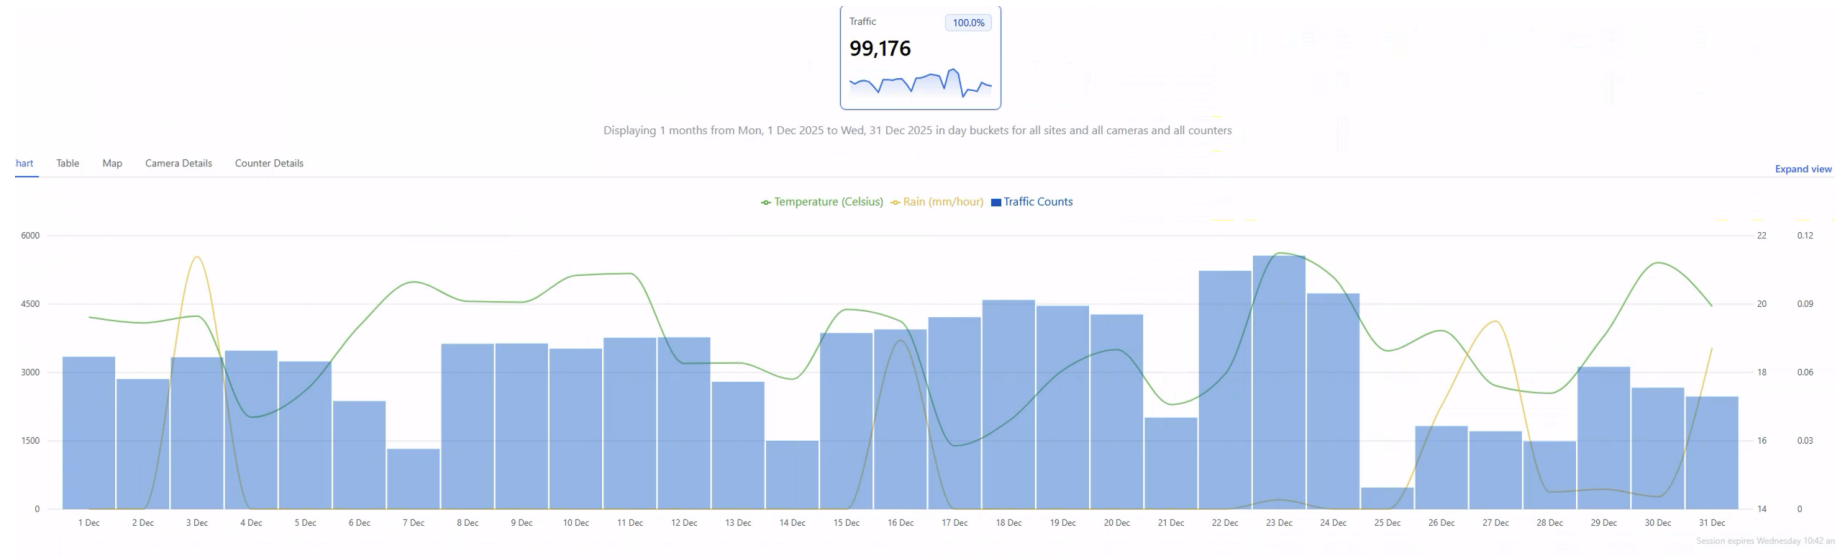 Traffic 100.0%
99,176
Displaying 1 months from Mon, 1 Dec 2025 to Wed, 31 Dec 2025 in day buckets for all sites and all cameras and all counters
hart Table Map Camera Details Counter Details
Expand view
Temperature (Celsius) Rain (mm/hour) Traffic Counts
6000 22 0.12
4500 20 0.09
3000 18 0.06
1500 16 0.03
0 14 0
1 Dec 2 Dec 3 Dec 4 Dec 5 Dec 6 Dec 7 Dec 8 Dec 9 Dec 10 Dec 11 Dec 12 Dec 13 Dec 14 Dec 15 Dec 16 Dec 17 Dec 18 Dec 19 Dec 20 Dec 21 Dec 22 Dec 23 Dec 24 Dec 25 Dec 26 Dec 27 Dec 28 Dec 29 Dec 30 Dec 31 Dec
Session expires Wednesday 10:42 am